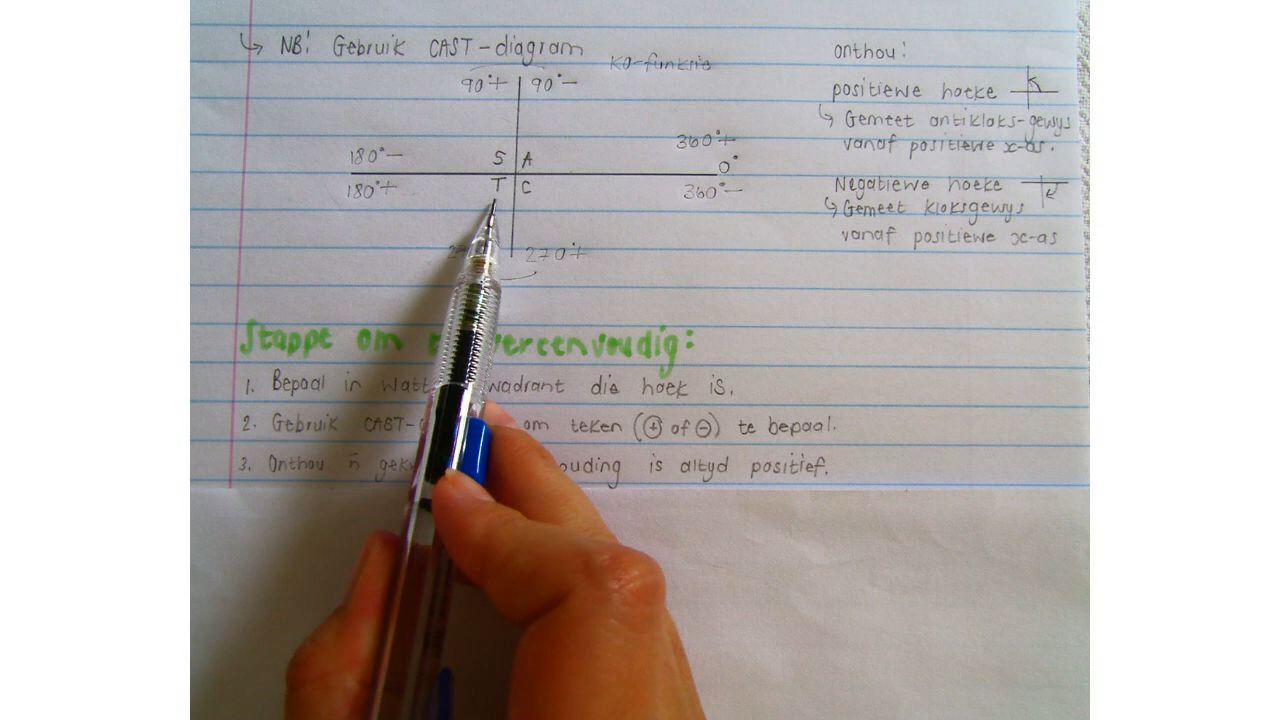 ↳ NB! Gebruik CAST-diagram
ko-funksie
90°+ 90°-
180°- S A 360°+
0°
180°+ T C 360°-
270°+
onthou!
positiewe hoeke
↳ Gemeet antikloks-gewys
vanaf positiewe x-as.
Negatiewe hoeke
↳ Gemeet kloksgewys
vanaf positiewe x-as
Stappe om vereenvoudig:
1. Bepaal in die hoek is.
2. Gebruik om teken (⊕ of ⊖) te bepaal.
3. Onthou n is altyd positief.